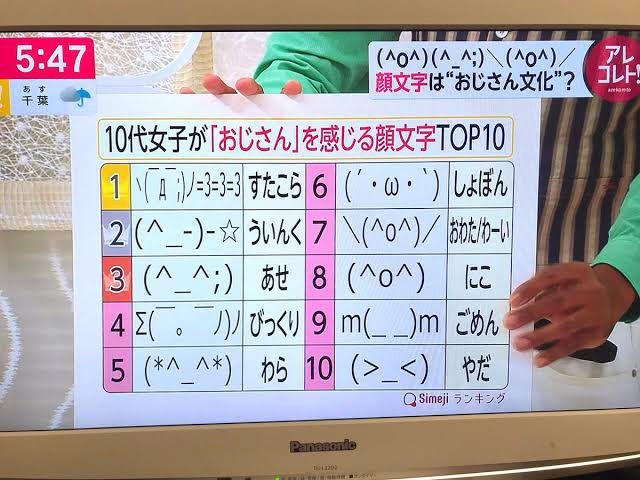 5:47
あす
千葉
(^o^)(^_^;)＼(^o^)／
顔文字は“おじさん文化”？
アレ
コレト!
10代女子が「おじさん」を感じる顔文字TOP10
1 ヽ(￣д￣;)ノ=3=3=3 すたこら
2 (^_-)-☆ ういんく
3 (^_^;) あせ
4 Σ(￣。￣ﾉ)ﾉ びっくり
5 (*^_^*) わら
6 (´・ω・`) しょぼん
7 ＼(^o^)／ おわた/わーい
8 (^o^) にこ
9 m(_ _)m ごめん
10 (>_<) やだ
Simeji ランキング
Panasonic